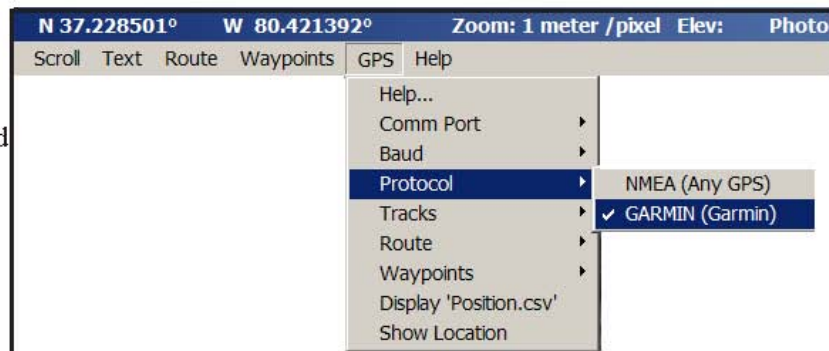 N 37.228501° W 80.421392° Zoom: 1 meter /pixel Elev: Photo
Scroll Text Route Waypoints GPS Help
Help...
Comm Port
Baud
Protocol
NMEA (Any GPS)
Tracks
GARMIN (Garmin)
Route
Waypoints
Display 'Position.csv'
Show Location